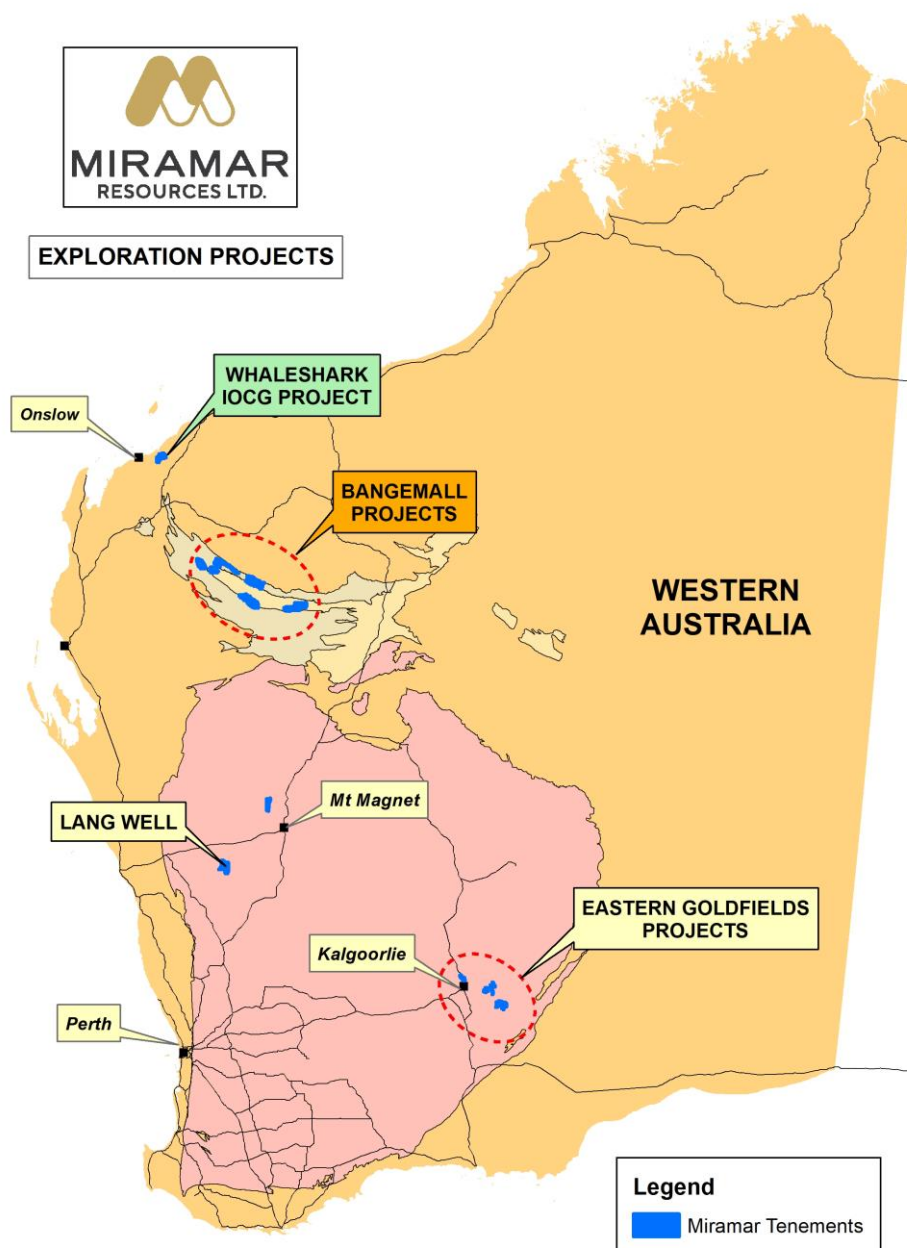 MIRAMAR
RESOURCES LTD.
EXPLORATION PROJECTS
WHALESHARK
IOCG PROJECT
Onslow
BANGEMALL
PROJECTS
WESTERN
AUSTRALIA
Mt Magnet
LANG WELL
EASTERN GOLDFIELDS
PROJECTS
Kalgoorlie
Perth
Legend
Miramar Tenements